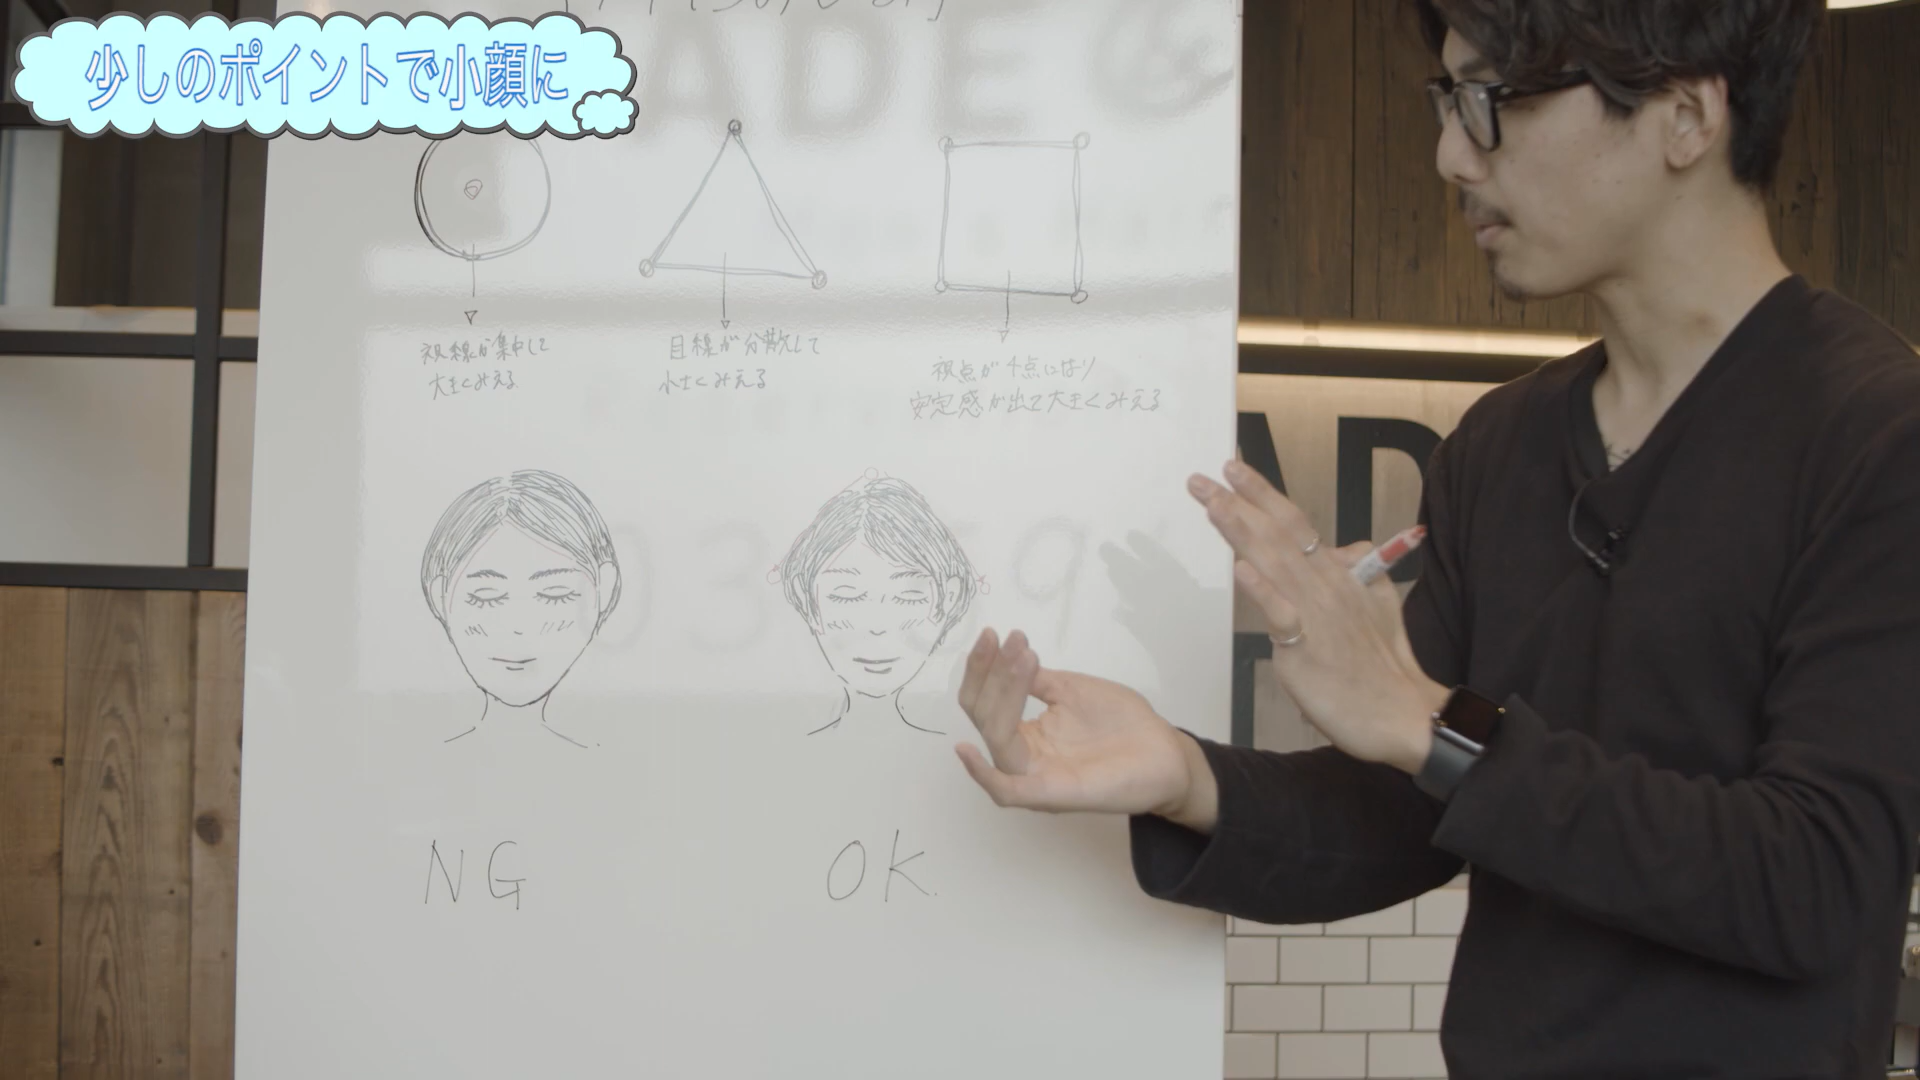 少しのポイントで小顔に
視線が集中して
大きくみえる
目線が分散して
小さくみえる
視点が4点になり
安定感が出て大きくみえる
NG
OK.